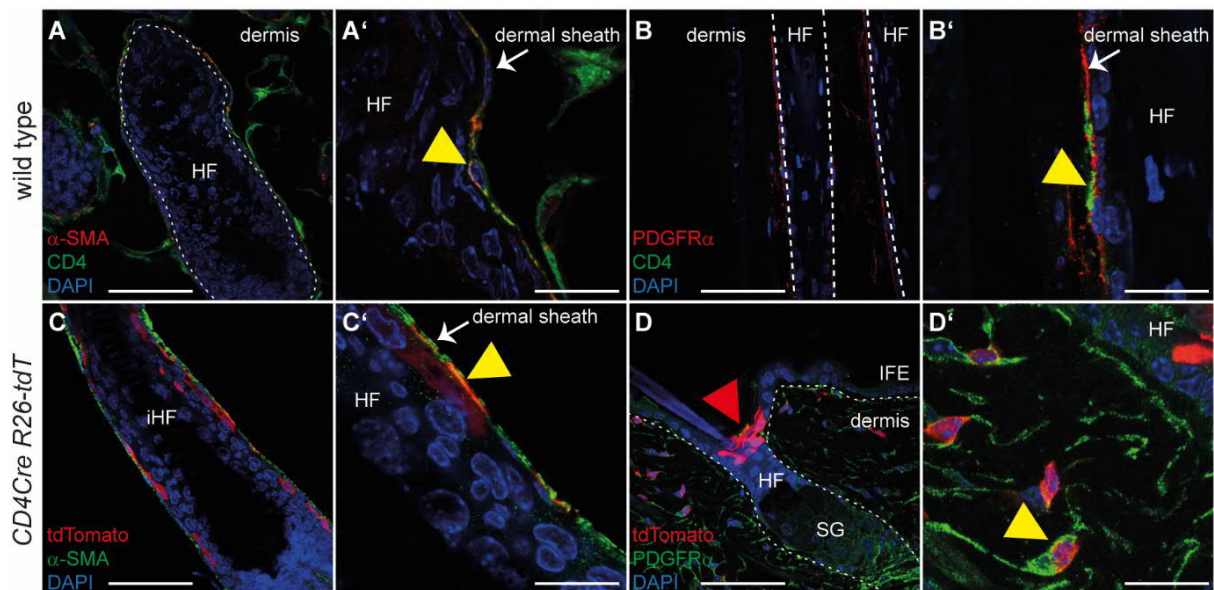 wild type
A
dermis
HF
α-SMA
CD4
DAPI
A'
dermal sheath
HF
B
dermis
HF
HF
PDGFRα
CD4
DAPI
B'
dermal sheath
HF
CD4Cre R26-tdT
C
iHF
tdTomato
α-SMA
DAPI
C'
dermal sheath
HF
D
IFE
dermis
HF
SG
tdTomato
PDGFRα
DAPI
D'
HF